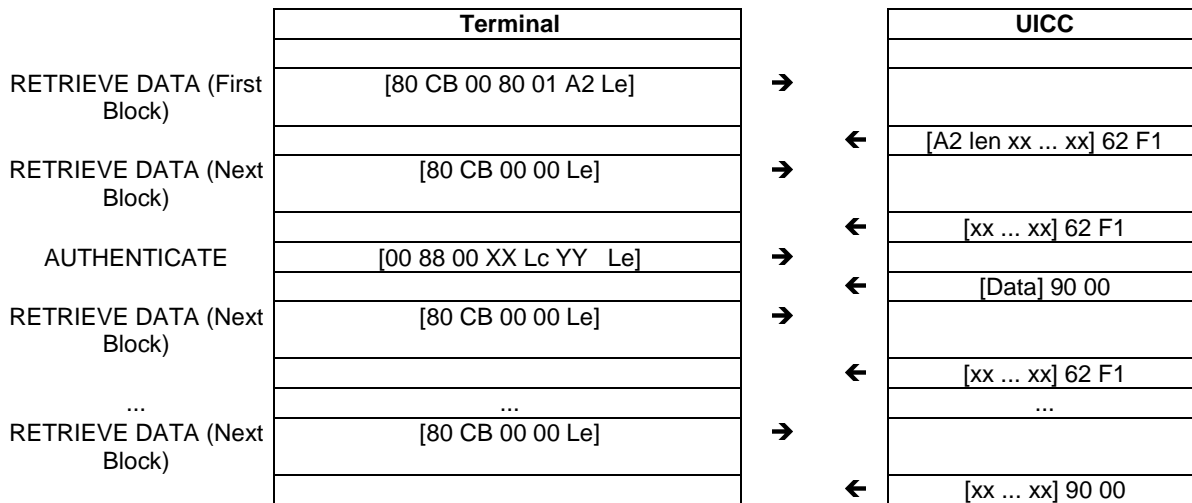 Terminal UICC
RETRIEVE DATA (First Block) [80 CB 00 80 01 A2 Le] ➔
← [A2 len xx ... xx] 62 F1
RETRIEVE DATA (Next Block) [80 CB 00 00 Le] ➔
← [xx ... xx] 62 F1
AUTHENTICATE [00 88 00 XX Lc YY Le] ➔
← [Data] 90 00
RETRIEVE DATA (Next Block) [80 CB 00 00 Le] ➔
← [xx ... xx] 62 F1
... ... ...
RETRIEVE DATA (Next Block) [80 CB 00 00 Le] ➔
← [xx ... xx] 90 00